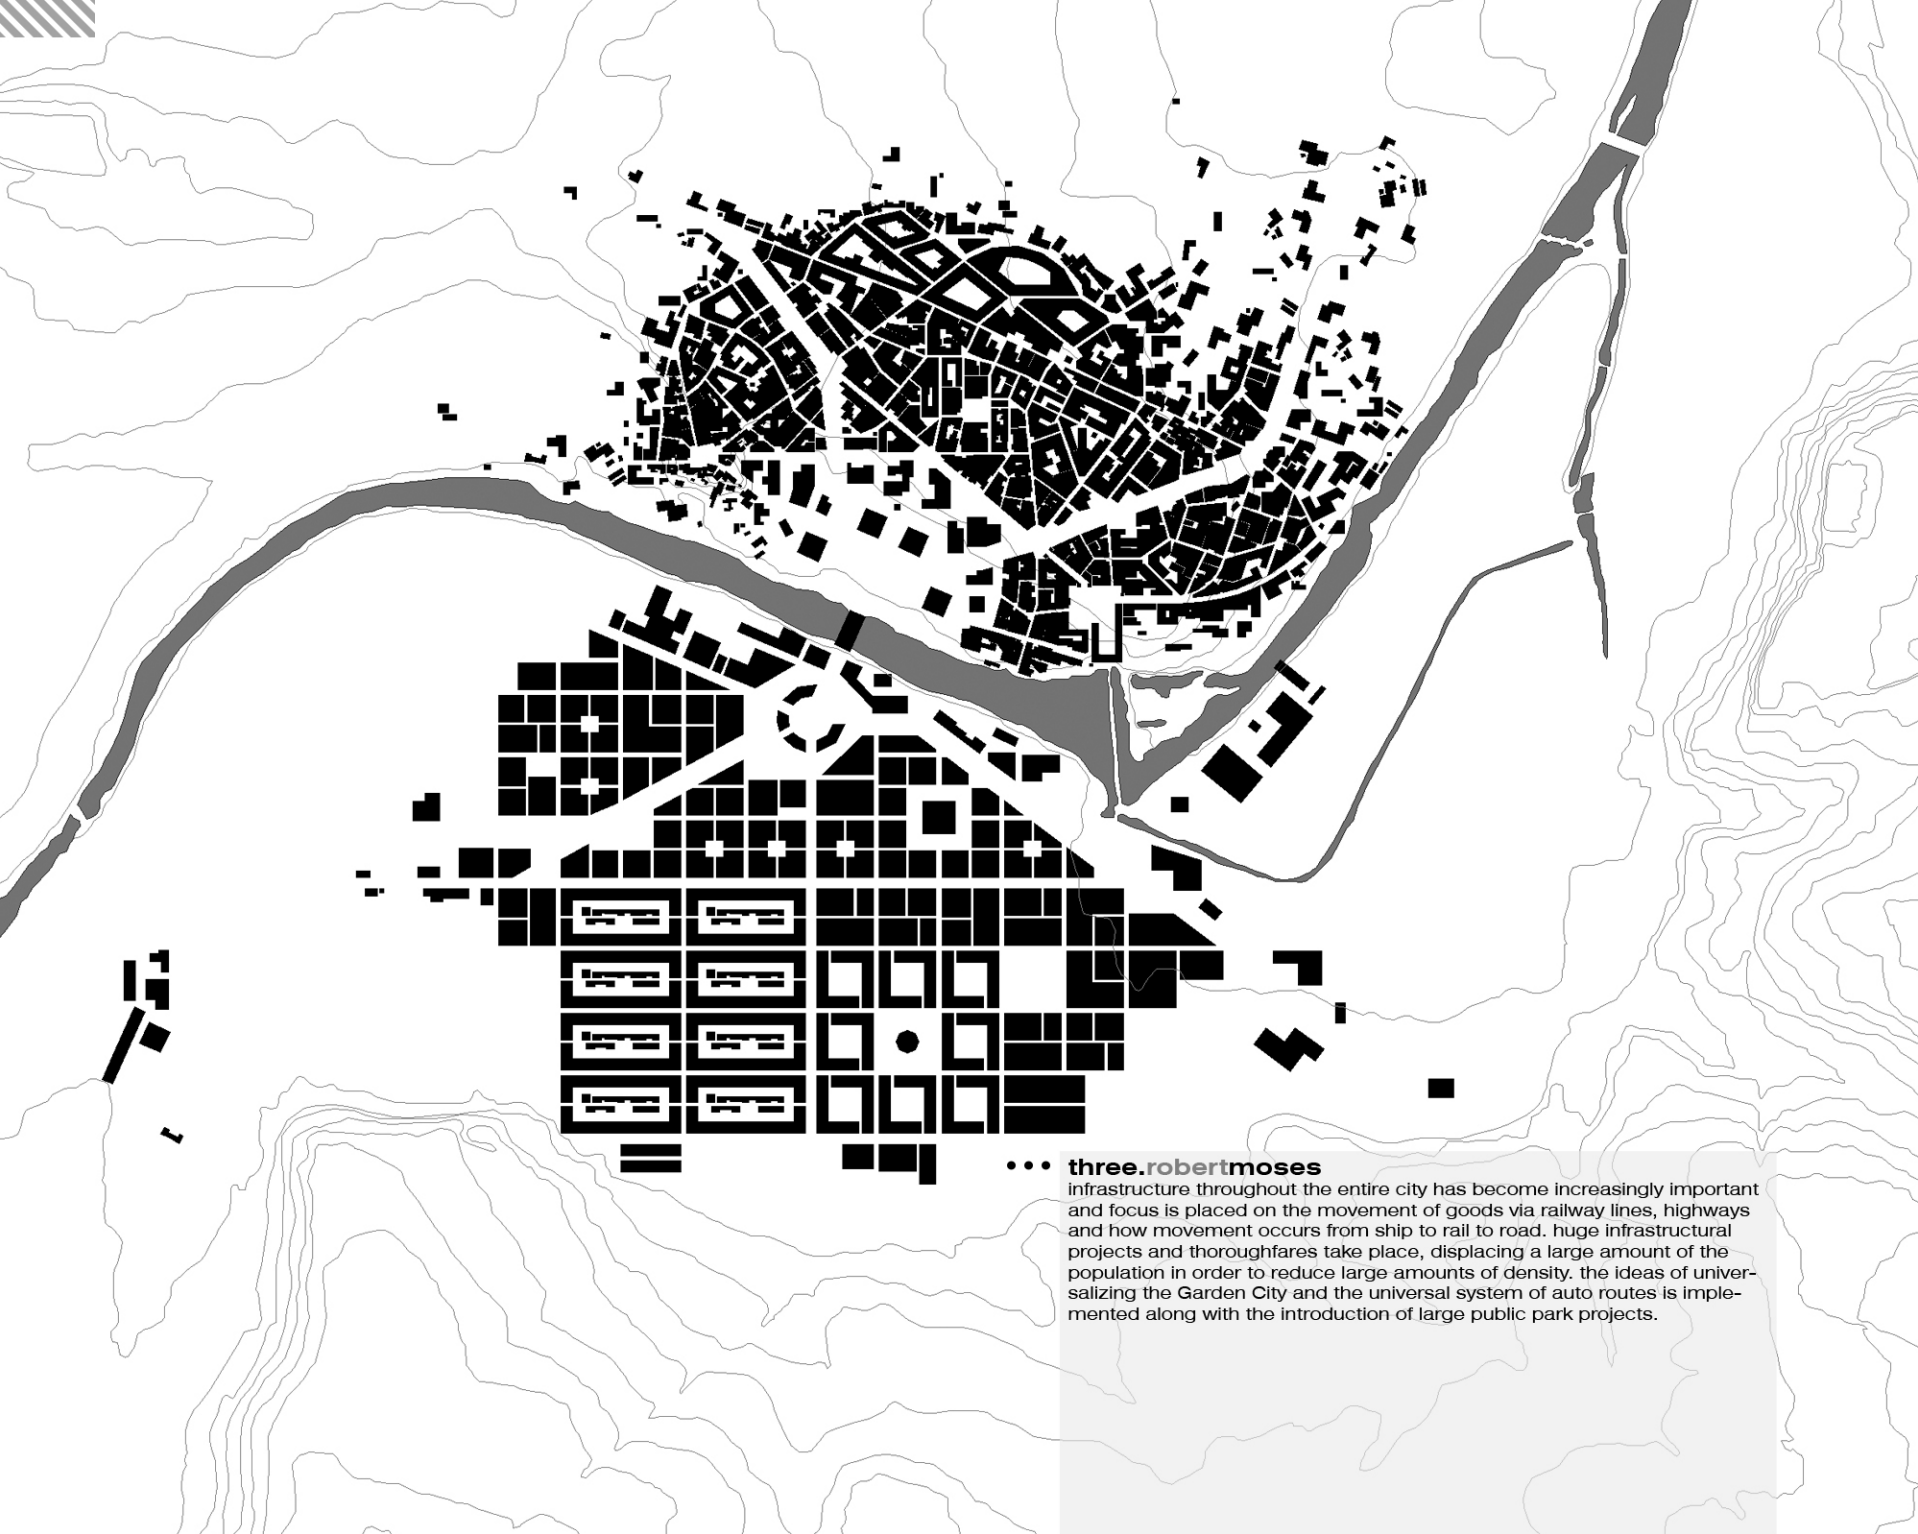 three.robertmoses
infrastructure throughout the entire city has become increasingly important
and focus is placed on the movement of goods via railway lines, highways
and how movement occurs from ship to rail to road. huge infrastructural
projects and thoroughfares take place, displacing a large amount of the
population in order to reduce large amounts of density. the ideas of univer-
salizing the Garden City and the universal system of auto routes is imple-
mented along with the introduction of large public park projects.